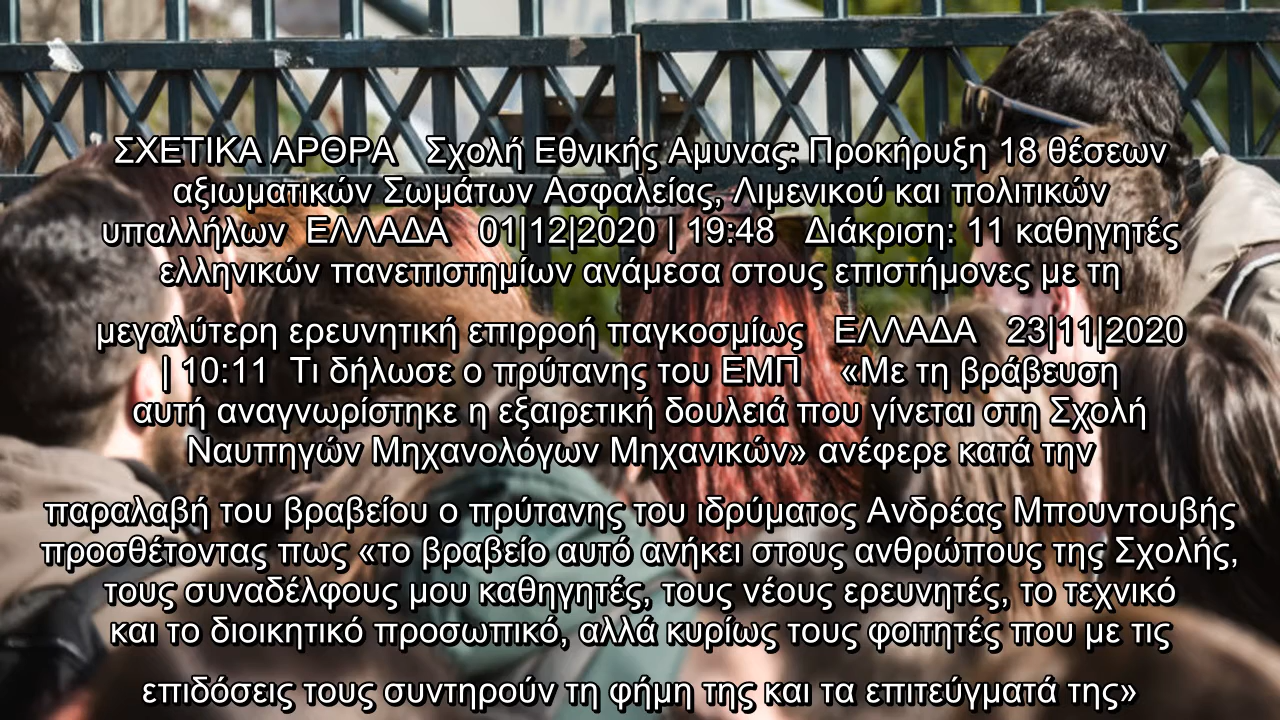 ΣΧΕΤΙΚΑ ΑΡΘΡΑ Σχολή Εθνικής Αμυνας: Προκήρυξη 18 θέσεων
αξιωματικών Σωμάτων Ασφαλείας, Λιμενικού και πολιτικών
υπαλλήλων ΕΛΛΑΔΑ 01|12|2020 | 19:48 Διάκριση: 11 καθηγητές
ελληνικών πανεπιστημίων ανάμεσα στους επιστήμονες με τη
μεγαλύτερη ερευνητική επιρροή παγκοσμίως ΕΛΛΑΔΑ 23|11|2020
| 10:11 Τι δήλωσε ο πρύτανης του ΕΜΠ «Με τη βράβευση
αυτή αναγνωρίστηκε η εξαιρετική δουλειά που γίνεται στη Σχολή
Ναυπηγών Μηχανολόγων Μηχανικών» ανέφερε κατά την
παραλαβή του βραβείου ο πρύτανης του ιδρύματος Ανδρέας Μπουντουβής
προσθέτοντας πως «το βραβείο αυτό ανήκει στους ανθρώπους της Σχολής,
τους συναδέλφους μου καθηγητές, τους νέους ερευνητές, το τεχνικό
και το διοικητικό προσωπικό, αλλά κυρίως τους φοιτητές που με τις
επιδόσεις τους συντηρούν τη φήμη της και τα επιτεύγματά της»